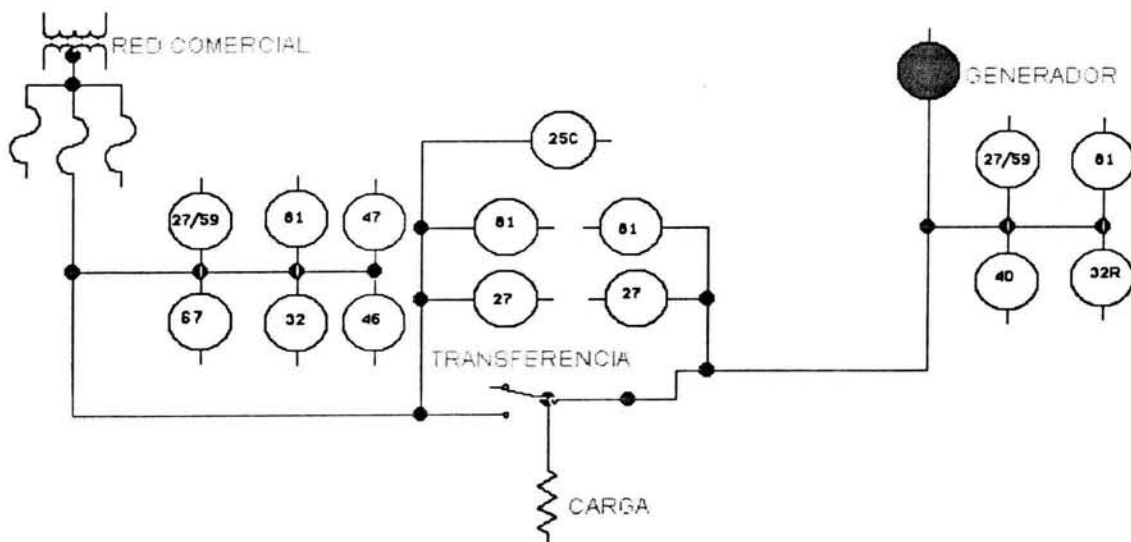 RED COMERCIAL
GENERADOR
25C
27/59
81
27/59
81
47
81
81
40
32R
67
32
46
27
27
TRANSFERENCIA
CARGA